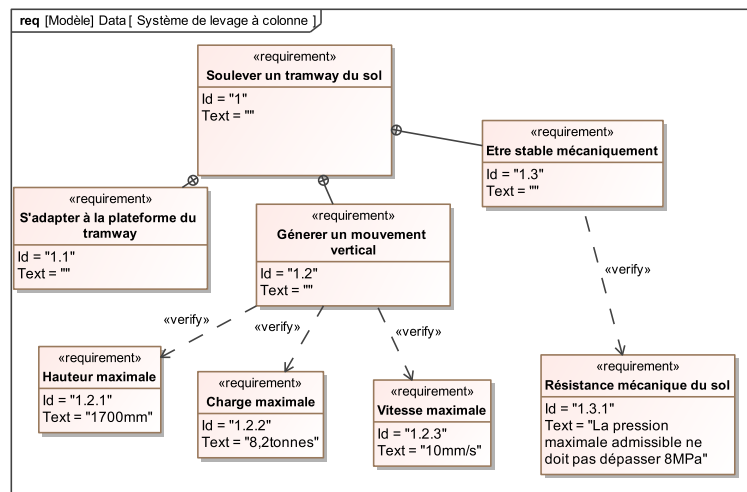 req [Modèle] Data [ Système de levage à colonne ]
«requirement»
Soulever un tramway du sol
Id = "1"
Text = ""
«requirement»
Etre stable mécaniquement
Id = "1.3"
Text = ""
«requirement»
S'adapter à la plateforme du
tramway
Id = "1.1"
Text = ""
«requirement»
Génerer un mouvement
vertical
Id = "1.2"
Text = ""
«verify»
«verify»
«verify»
«verify»
«requirement»
Hauteur maximale
Id = "1.2.1"
Text = "1700mm"
«requirement»
Charge maximale
Id = "1.2.2"
Text = "8,2tonnes"
«requirement»
Vitesse maximale
Id = "1.2.3"
Text = "10mm/s"
«requirement»
Résistance mécanique du sol
Id = "1.3.1"
Text = "La pression
maximale admissible ne
doit pas dépasser 8MPa"